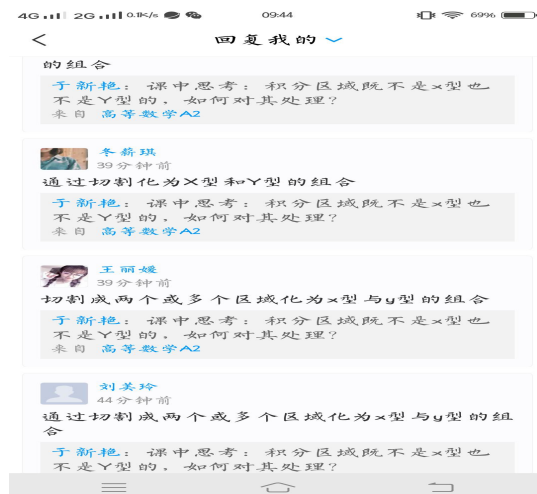 4G 2G 0.1K/s 09:44 69%
回复我的
的组合
于新艳：课中思考：积分区域既不是x型也
不是Y型的，如何对其处理？
来自 高等数学A2
冬薪琪
39分钟前
通过切割化为X型和Y型的组合
于新艳：课中思考：积分区域既不是x型也
不是Y型的，如何对其处理？
来自 高等数学A2
王丽媛
39分钟前
切割成两个或多个区域化为x型与y型的组合
于新艳：课中思考：积分区域既不是x型也
不是Y型的，如何对其处理？
来自 高等数学A2
刘美玲
44分钟前
通过切割成两个或多个区域化为x型与y型的组
合
于新艳：课中思考：积分区域既不是x型也
不是Y型的，如何对其处理？